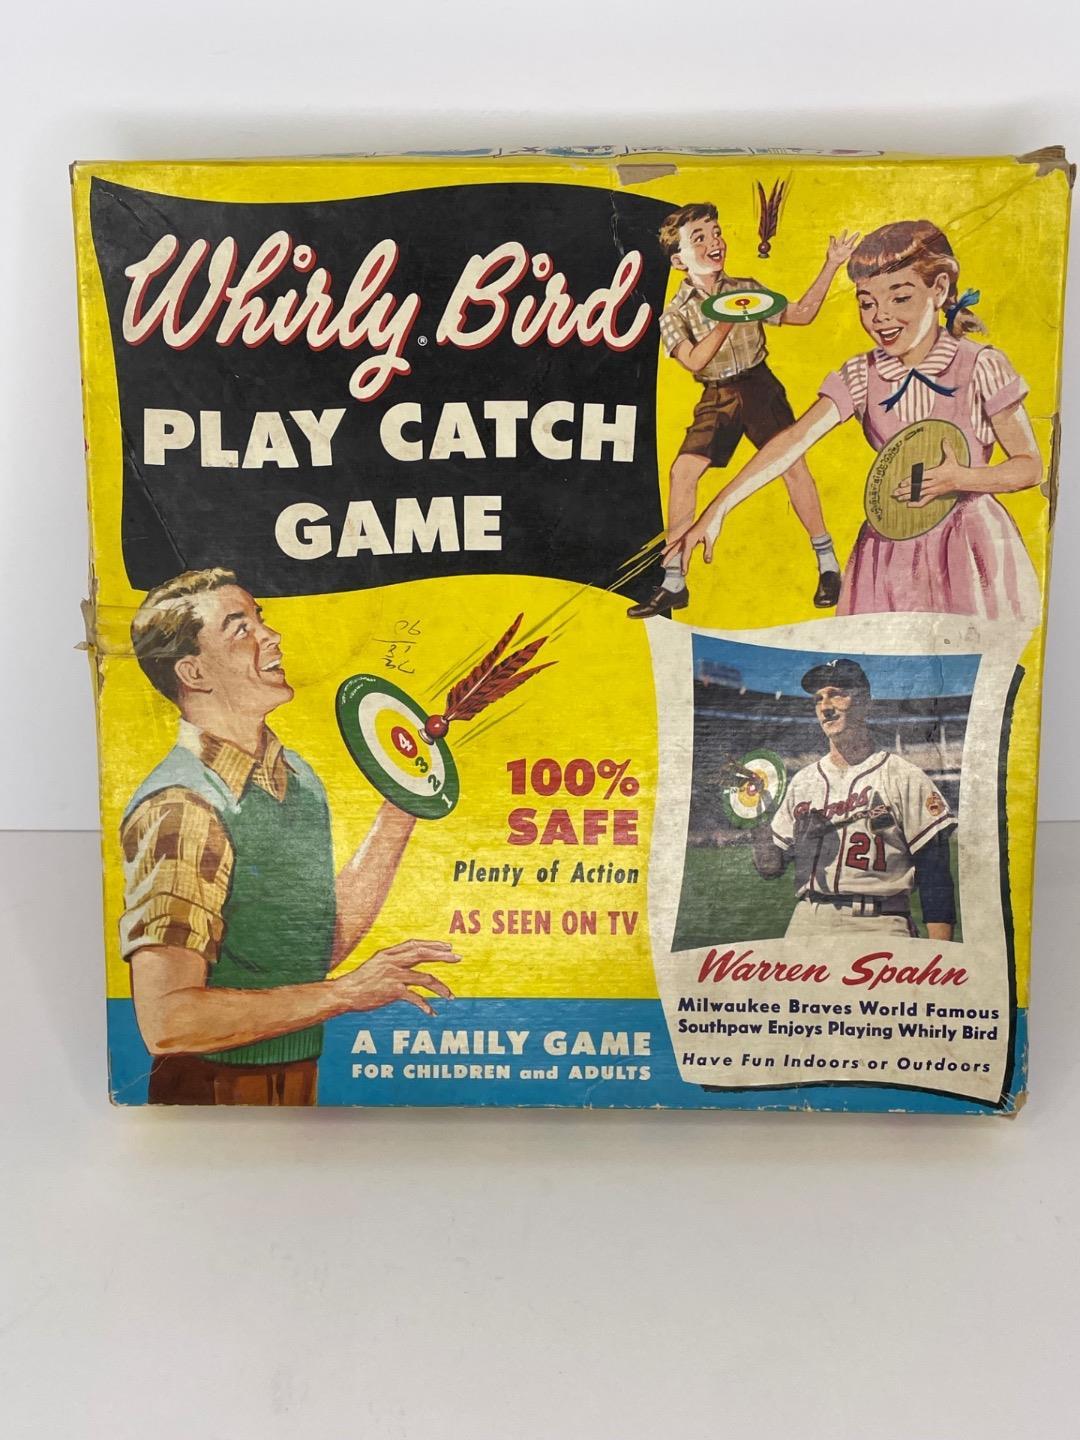 Whirly Bird®
PLAY CATCH
GAME
4
3
2
1
100%
SAFE
Plenty of Action
AS SEEN ON TV
A FAMILY GAME
FOR CHILDREN and ADULTS
21
Warren Spahn
Milwaukee Braves World Famous
Southpaw Enjoys Playing Whirly Bird
Have Fun Indoors or Outdoors